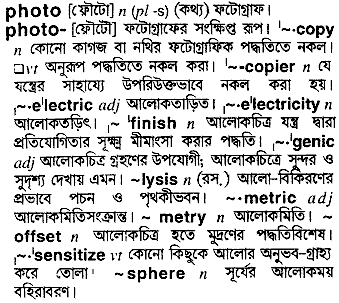 photo [ফৌটৌ] n (pl -s) (কথ্য) ফটোগ্রাফ।
photo- [ফৌটৌ] ফটোগ্রাফের সংক্ষিপ্ত রূপ। ˈ~·copy
n কোনো কাগজ বা নথির ফটোগ্রাফিক পদ্ধতিতে নকল।
□vt অনুরূপ পদ্ধতিতে নকল করা। ˈ~-copier n যে
যন্ত্রের সাহায্যে উপরিউক্তভাবে নকল করা হয়।
ˌ~·eˈlectric adj আলোকতাড়িত। ˌ~·eˈlectricity n
আলোকতড়িৎ। ~ ˈfinish n আলোকচিত্র যন্ত্র দ্বারা
প্রতিযোগিতার সূক্ষ্ম মীমাংসা করার পদ্ধতি। ˌ~·ˈgenic
adj আলোকচিত্র গ্রহণের উপযোগী; আলোকচিত্রে সুন্দর ও
সুদৃশ্য দেখায় এমন। ~lysis n (রস.) আলো-বিকিরণের
প্রভাবে পচন ও পৃথকীভবন। ~·metric adj
আলোকমিতিসংক্রান্ত। ~ metry n আলোকমিতি। ~
offset n আলোকচিত্র হতে মুদ্রণের পদ্ধতিবিশেষ।
ˌ~·ˈsensitize vt কোনো কিছুকে আলোর অনুভব-গ্রাহ্য
করে তোলা। ~sphere n সূর্যের আলোকময়
বহিরাবরণ।